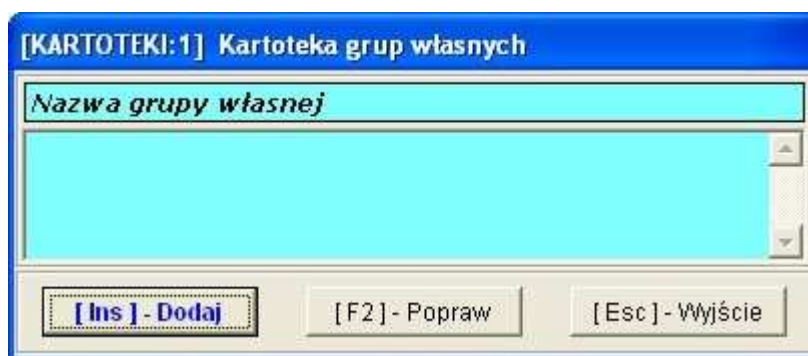 [KARTOTEKI:1] Kartoteka grup własnych
Nazwa grupy własnej
[ Ins ] - Dodaj [ F2 ] - Popraw [ Esc ] - Wyjście